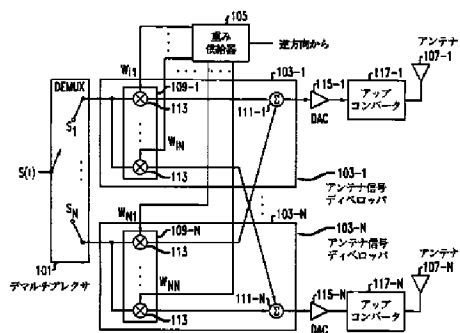 105
重み
供給器
逆方向から
アンテナ
107-1
DEMUX
Wi1
109-1
103-1
115-1
117-1
S1
113
111-1
Σ
DAC
アップ
コンバータ
S(t)
WiN
113
103-1
アンテナ信号
ディベロッパ
WN1
109-N
103-N
103-N
アンテナ信号
ディベロッパ
アンテナ
107-N
SN
113
101
デマルチプレクサ
WNN
113
111-N
Σ
115-N
DAC
117-N
アップ
コンバータ